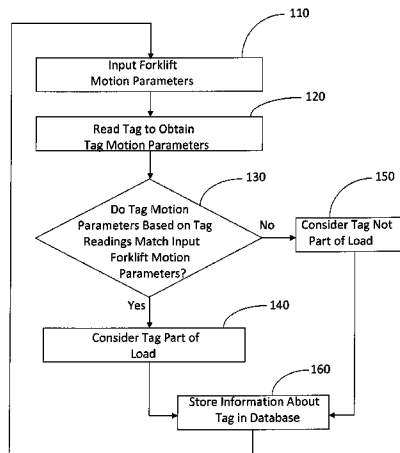 110
Input Forklift
Motion Parameters
120
Read Tag to Obtain
Tag Motion Parameters
130
Do Tag Motion
Parameters Based on Tag
Readings Match Input
Forklift Motion
Parameters?
No
150
Consider Tag Not
Part of Load
Yes
140
Consider Tag Part of
Load
160
Store Information About
Tag in Database